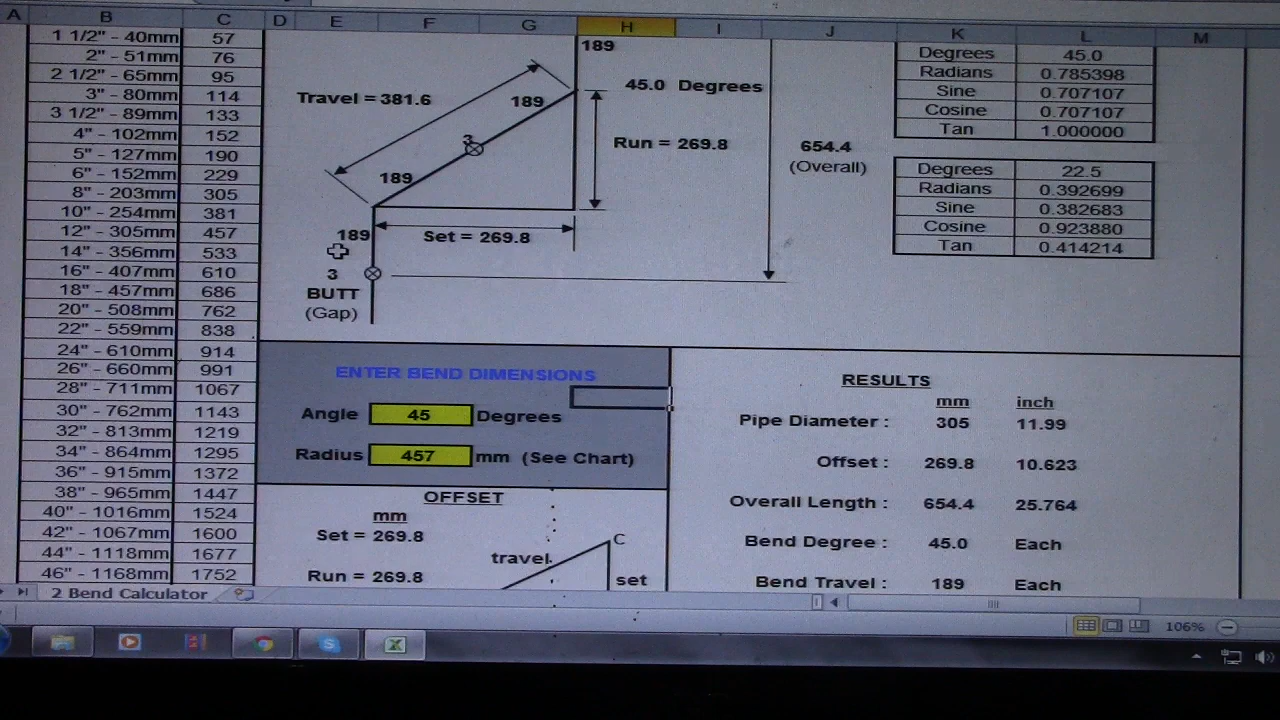 A B C D E F G H I J K L M
1 1/2" - 40mm 57
2" - 51mm 76
2 1/2" - 65mm 95
3" - 80mm 114
3 1/2" - 89mm 133
4" - 102mm 152
5" - 127mm 190
6" - 152mm 229
8" - 203mm 305
10" - 254mm 381
12" - 305mm 457
14" - 356mm 533
16" - 407mm 610
18" - 457mm 686
20" - 508mm 762
22" - 559mm 838
24" - 610mm 914
26" - 660mm 991
28" - 711mm 1067
30" - 762mm 1143
32" - 813mm 1219
34" - 864mm 1295
36" - 915mm 1372
38" - 965mm 1447
40" - 1016mm 1524
42" - 1067mm 1600
44" - 1118mm 1677
46" - 1168mm 1752
189
45.0 Degrees
Travel = 381.6
189
3
Run = 269.8
654.4
(Overall)
189
189
Set = 269.8
3
BUTT
(Gap)
Degrees 45.0
Radians 0.785398
Sine 0.707107
Cosine 0.707107
Tan 1.000000
Degrees 22.5
Radians 0.392699
Sine 0.382683
Cosine 0.923880
Tan 0.414214
ENTER BEND DIMENSIONS
Angle 45 Degrees
Radius 457 mm (See Chart)
OFFSET
mm
Set = 269.8
Run = 269.8
travel
C
set
RESULTS
mm inch
Pipe Diameter : 305 11.99
Offset : 269.8 10.623
Overall Length : 654.4 25.764
Bend Degree : 45.0 Each
Bend Travel : 189 Each
2 Bend Calculator
106%